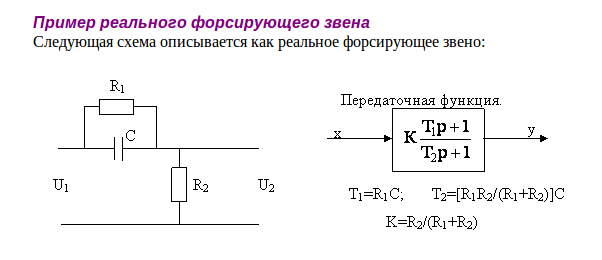 Пример реального форсирующего звена
Следующая схема описывается как реальное форсирующее звено:
R1
C
U1
R2
U2
Передаточная функция.
x
K (T1p+1)/(T2p+1)
y
T1=R1C; T2=[R1R2/(R1+R2)]C
K=R2/(R1+R2)